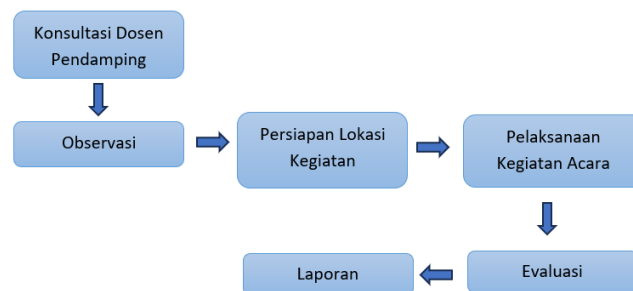 Konsultasi Dosen
Pendamping
Observasi
Persiapan Lokasi
Kegiatan
Pelaksanaan
Kegiatan Acara
Evaluasi
Laporan